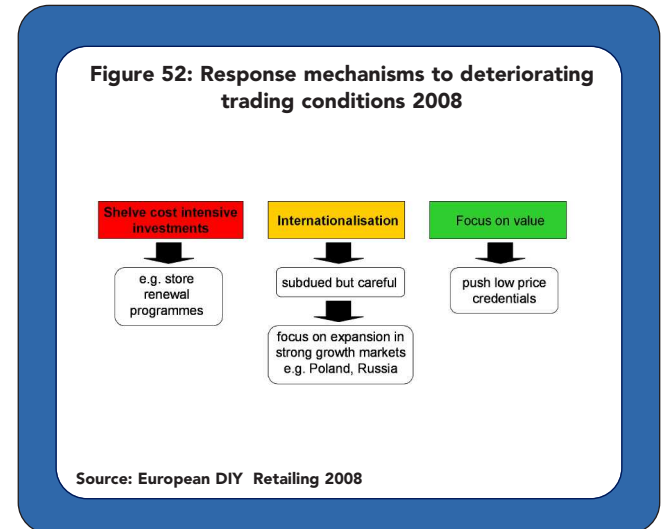 Figure 52: Response mechanisms to deteriorating
trading conditions 2008
Shelve cost intensive
investments
e.g. store
renewal
programmes
Internationalisation
subdued but careful
focus on expansion in
strong growth markets
e.g. Poland, Russia
Focus on value
push low price
credentials
Source: European DIY Retailing 2008